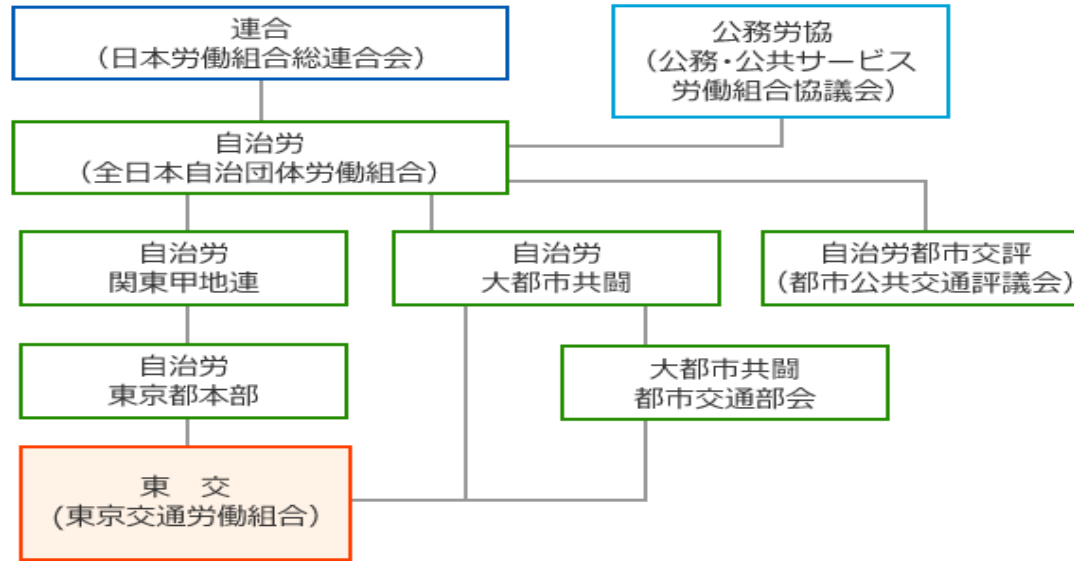 連合
（日本労働組合総連合会）
公務労協
（公務・公共サービス
労働組合協議会）
自治労
（全日本自治団体労働組合）
自治労
関東甲地連
自治労
大都市共闘
自治労都市交評
（都市公共交通評議会）
自治労
東京都本部
大都市共闘
都市交通部会
東　交
（東京交通労働組合）